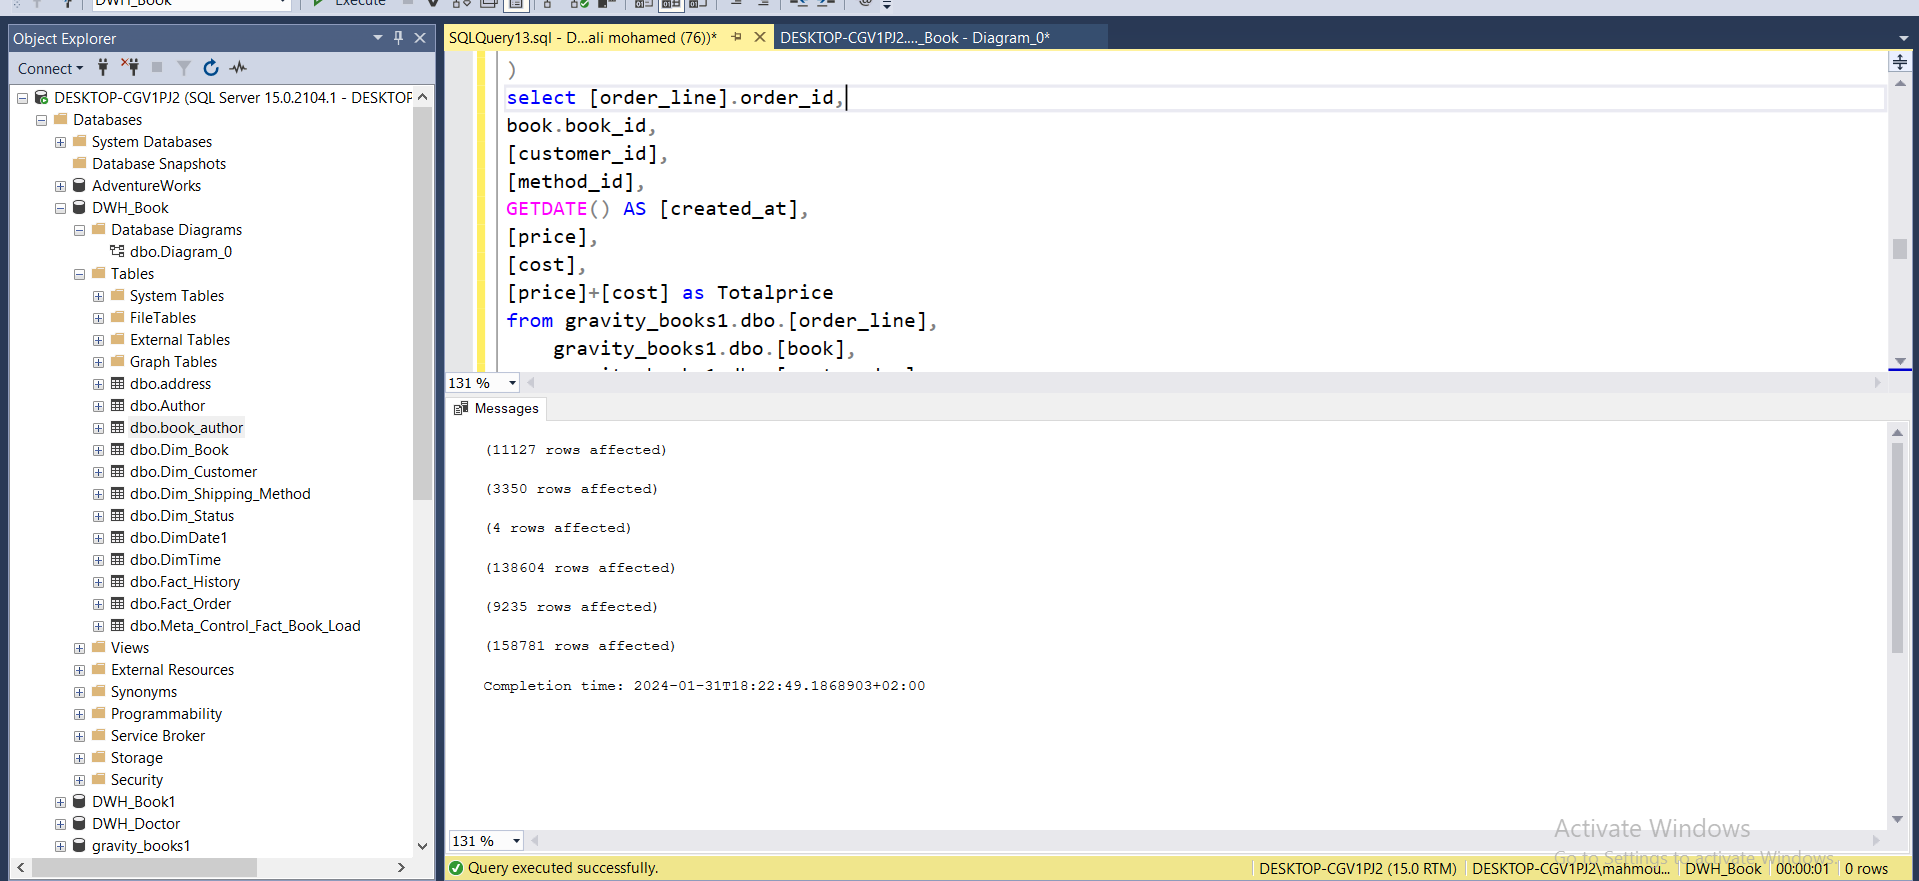 DWH_Book
Execute
Object Explorer
Connect
DESKTOP-CGV1PJ2 (SQL Server 15.0.2104.1 - DESKTOP
Databases
System Databases
Database Snapshots
AdventureWorks
DWH_Book
Database Diagrams
dbo.Diagram_0
Tables
System Tables
FileTables
External Tables
Graph Tables
dbo.address
dbo.Author
dbo.book_author
dbo.Dim_Book
dbo.Dim_Customer
dbo.Dim_Shipping_Method
dbo.Dim_Status
dbo.DimDate1
dbo.DimTime
dbo.Fact_History
dbo.Fact_Order
dbo.Meta_Control_Fact_Book_Load
Views
External Resources
Synonyms
Programmability
Service Broker
Storage
Security
DWH_Book1
DWH_Doctor
gravity_books1
SQLQuery13.sql - D...ali mohamed (76))*
DESKTOP-CGV1PJ2...._Book - Diagram_0*
)
select [order_line].order_id,
book.book_id,
[customer_id],
[method_id],
GETDATE() AS [created_at],
[price],
[cost],
[price]+[cost] as Totalprice
from gravity_books1.dbo.[order_line],
gravity_books1.dbo.[book],
131 %
Messages
(11127 rows affected)
(3350 rows affected)
(4 rows affected)
(138604 rows affected)
(9235 rows affected)
(158781 rows affected)
Completion time: 2024-01-31T18:22:49.1868903+02:00
131 %
Activate Windows
Go to Settings to activate Windows.
Query executed successfully.
DESKTOP-CGV1PJ2 (15.0 RTM)
DESKTOP-CGV1PJ2\mahmou...
DWH_Book
00:00:01
0 rows